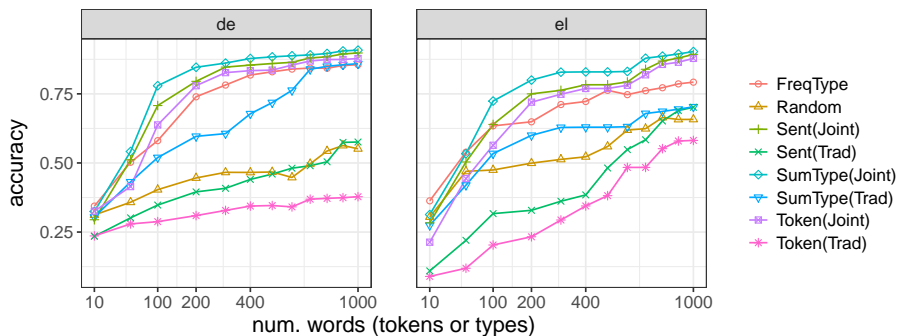 de
el
accuracy
0.75
0.50
0.25
10
100
200
400
1000
10
100
200
400
1000
num. words (tokens or types)
FreqType
Random
Sent(Joint)
Sent(Trad)
SumType(Joint)
SumType(Trad)
Token(Joint)
Token(Trad)